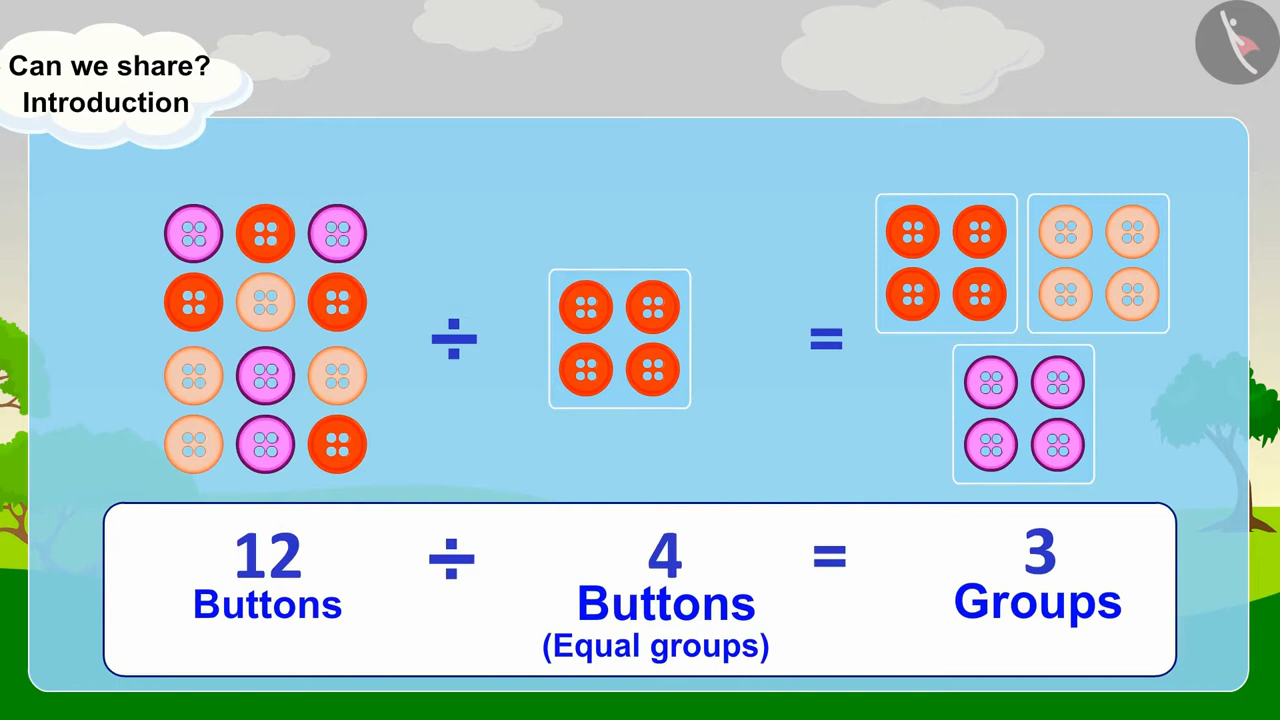 Can we share?
Introduction
÷ =
12 ÷ 4 = 3
Buttons Buttons Groups
(Equal groups)